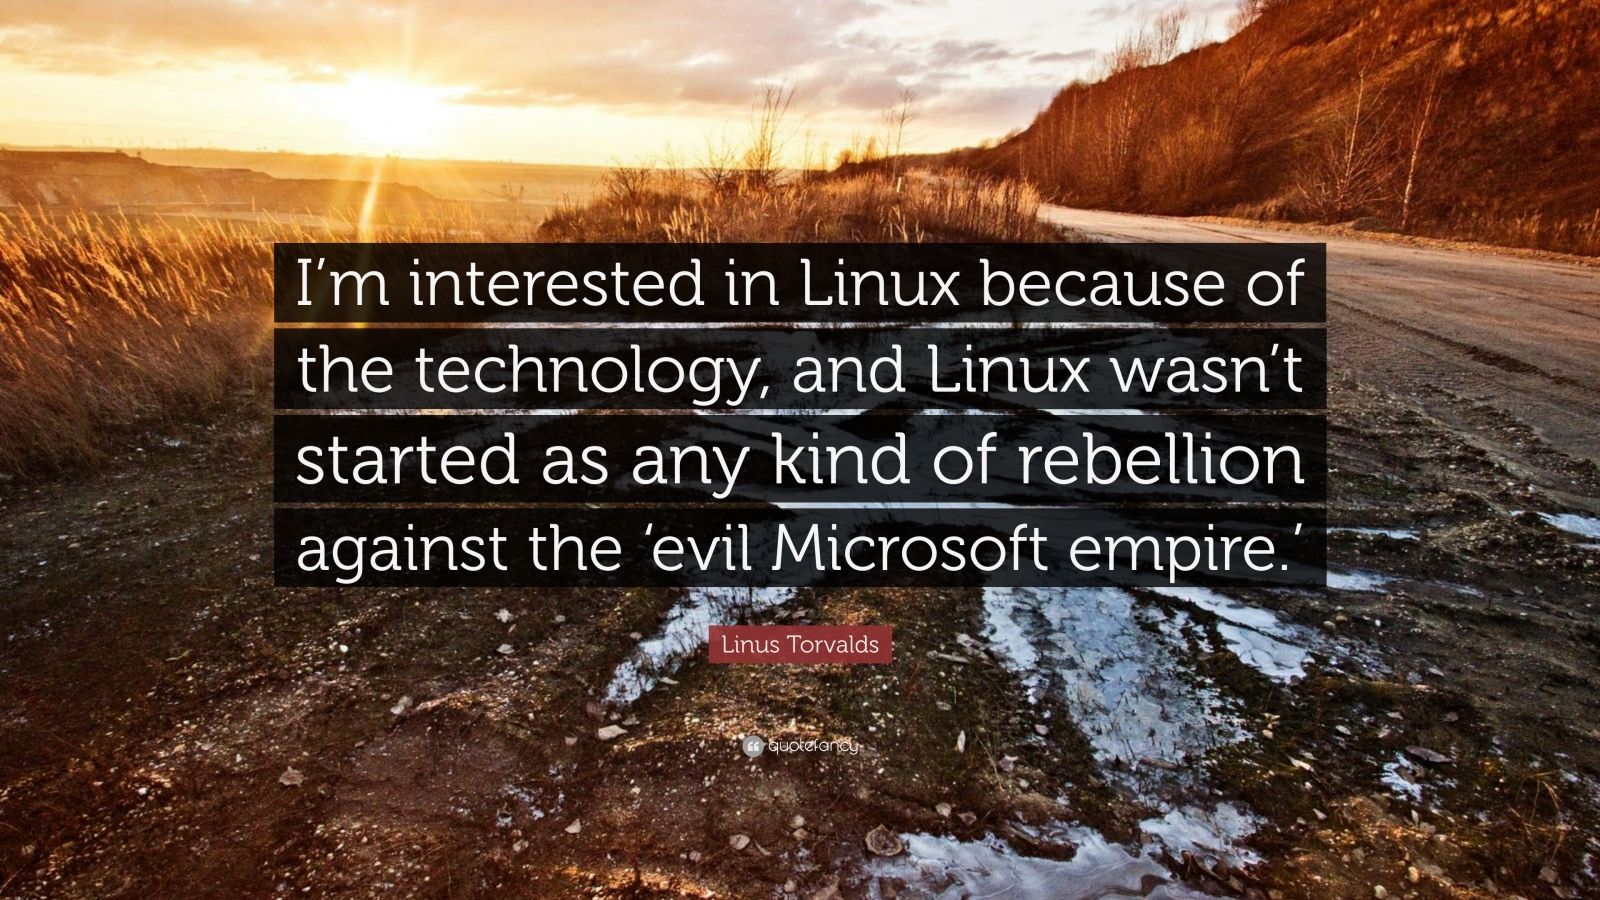 I’m interested in Linux because of
the technology, and Linux wasn’t
started as any kind of rebellion
against the ‘evil Microsoft empire.’
Linus Torvalds
quotefancy